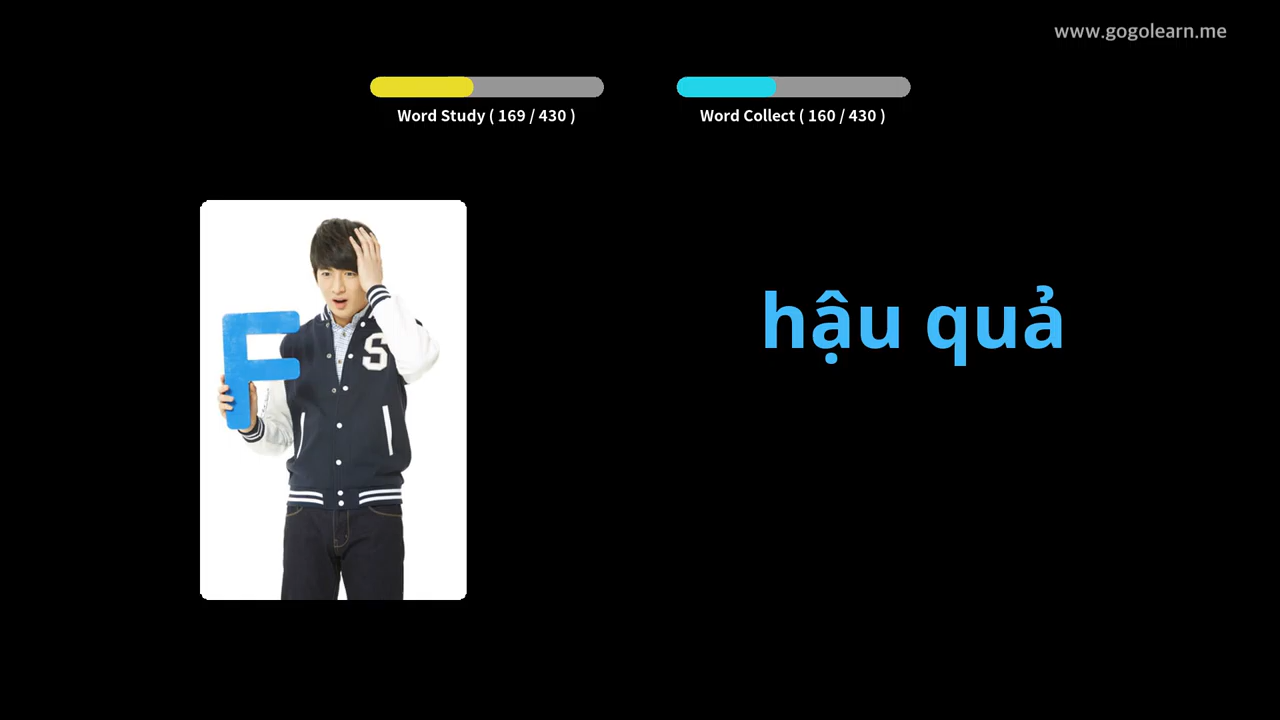 www.gogolearn.me
Word Study ( 169 / 430 )
Word Collect ( 160 / 430 )
F
S
hậu quả